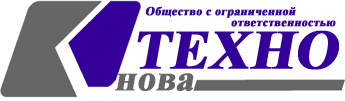 Общество с ограниченной
ответственностью
ТЕХНО
нова